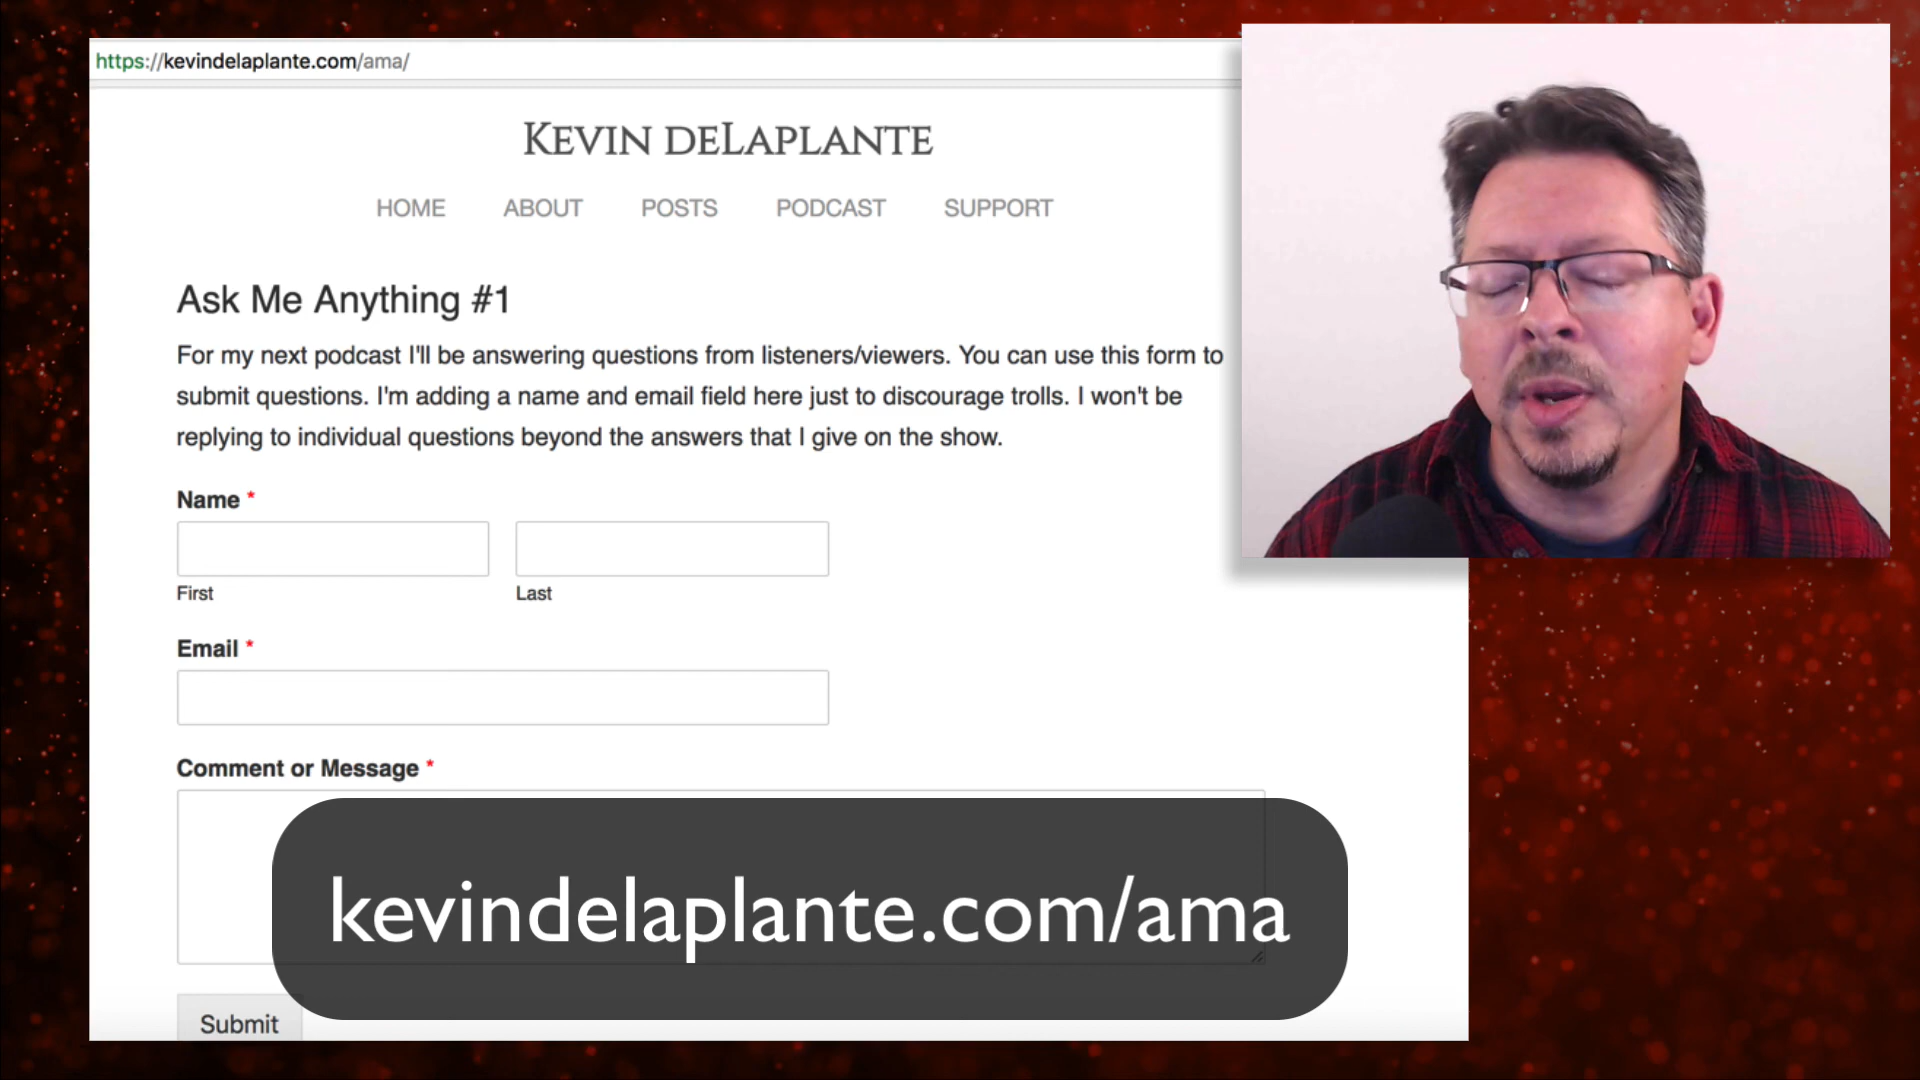 https://kevindelaplante.com/ama/
KEVIN DELAPLANTE
HOME ABOUT POSTS PODCAST SUPPORT
Ask Me Anything #1
For my next podcast I'll be answering questions from listeners/viewers. You can use this form to
submit questions. I'm adding a name and email field here just to discourage trolls. I won't be
replying to individual questions beyond the answers that I give on the show.
Name *
First Last
Email *
Comment or Message *
kevindelaplante.com/ama
Submit